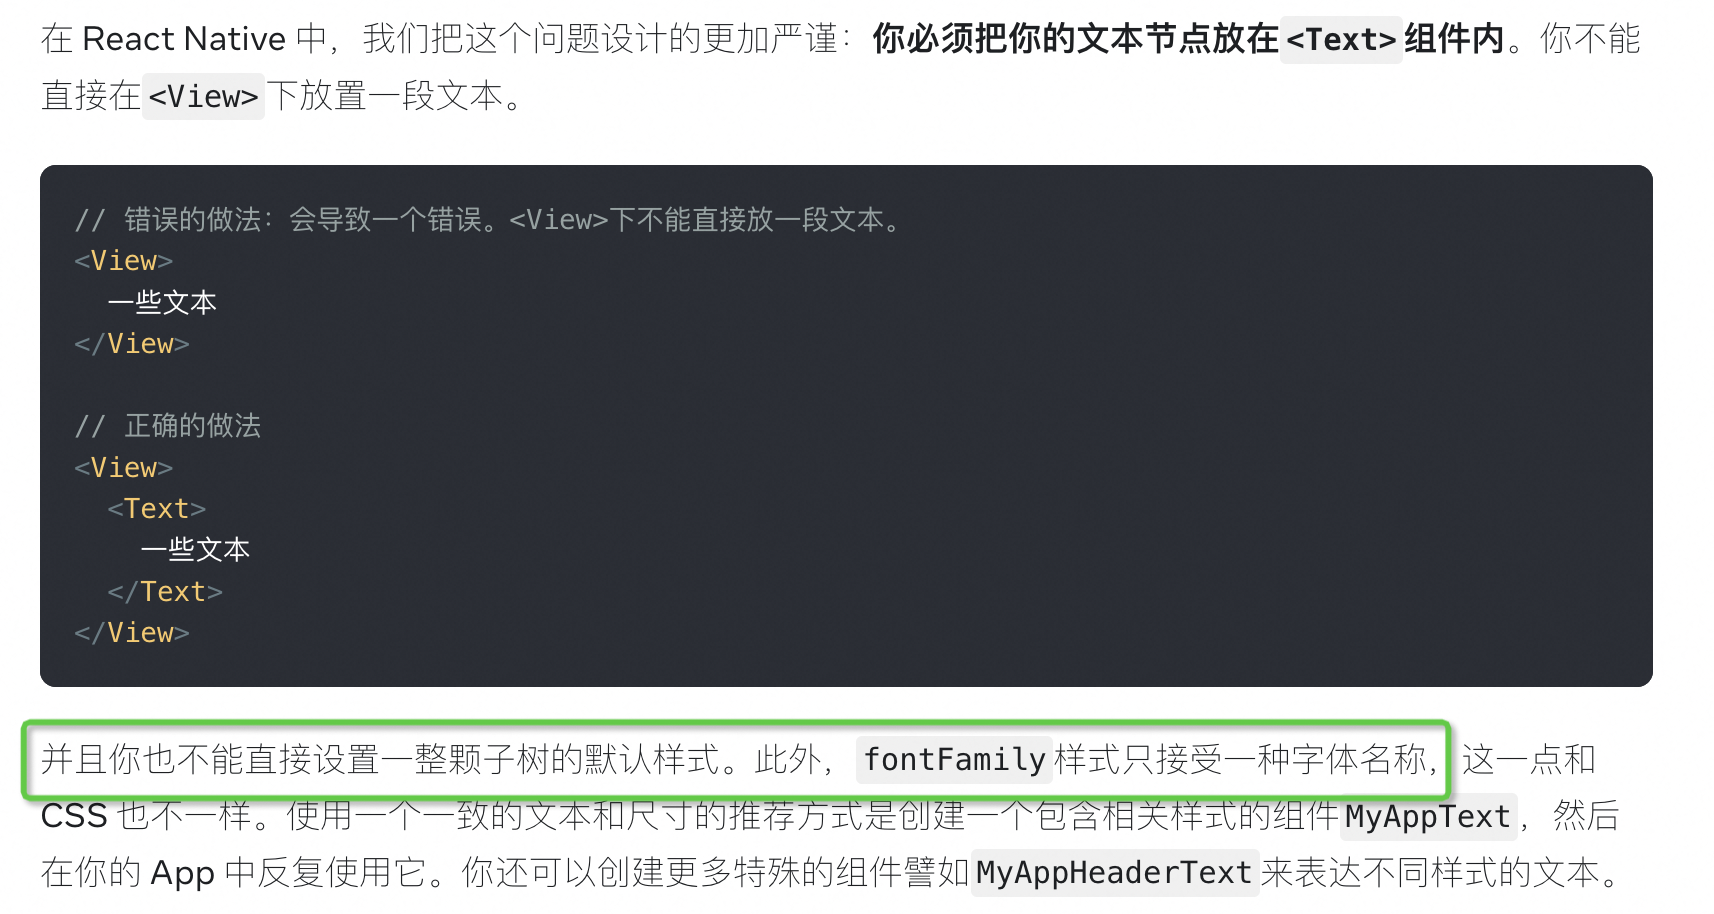 在 React Native 中，我们把这个问题设计的更加严谨：你必须把你的文本节点放在<Text>组件内。你不能
直接在<View>下放置一段文本。
// 错误的做法：会导致一个错误。<View>下不能直接放一段文本。
<View>
  一些文本
</View>
// 正确的做法
<View>
  <Text>
    一些文本
  </Text>
</View>
并且你也不能直接设置一整颗子树的默认样式。此外，fontFamily样式只接受一种字体名称，这一点和
CSS 也不一样。使用一个一致的文本和尺寸的推荐方式是创建一个包含相关样式的组件MyAppText，然后
在你的 App 中反复使用它。你还可以创建更多特殊的组件譬如MyAppHeaderText来表达不同样式的文本。